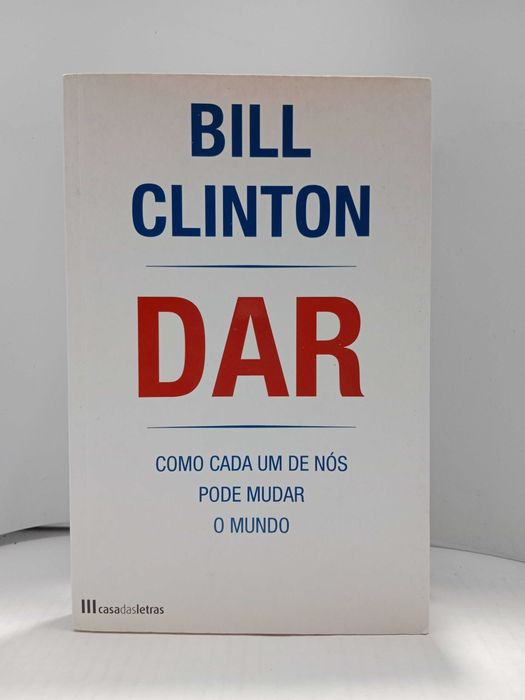 BILL
CLINTON
DAR
COMO CADA UM DE NÓS
PODE MUDAR
O MUNDO
casadasletras